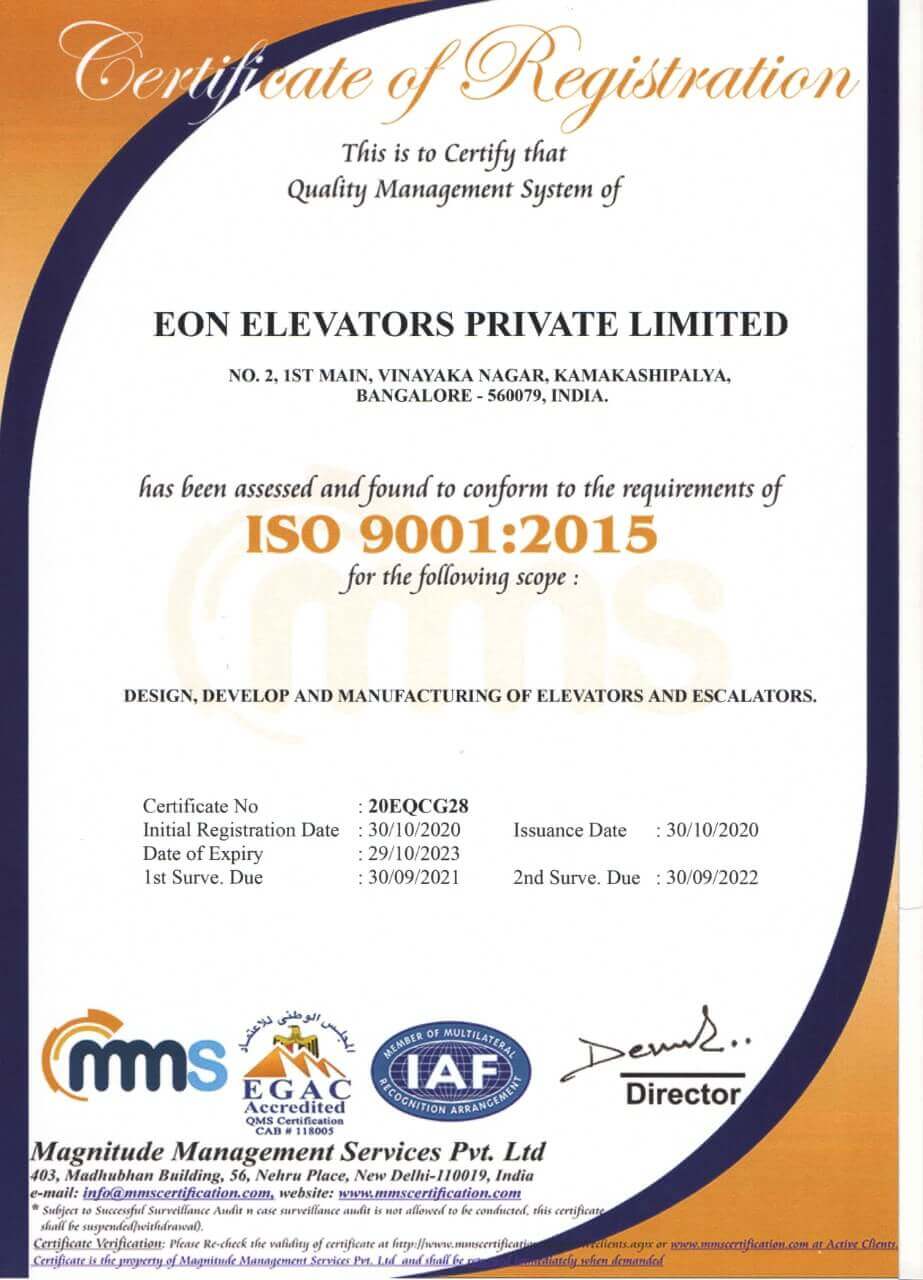 Certificate of Registration
This is to Certify that
Quality Management System of
EON ELEVATORS PRIVATE LIMITED
NO. 2, 1ST MAIN, VINAYAKA NAGAR, KAMAKASHIPALYA,
BANGALORE - 560079, INDIA.
has been assessed and found to conform to the requirements of
ISO 9001:2015
for the following scope :
mms
DESIGN, DEVELOP AND MANUFACTURING OF ELEVATORS AND ESCALATORS.
Certificate No : 20EQCG28
Initial Registration Date : 30/10/2020 Issuance Date : 30/10/2020
Date of Expiry : 29/10/2023
1st Surve. Due : 30/09/2021 2nd Surve. Due : 30/09/2022
mms
المجلس الوطنى للاعتماد
EGAC
Accredited
QMS Certification
CAB # 118005
MEMBER OF MULTILATERAL
IAF
RECOGNITION ARRANGEMENT
Director
Magnitude Management Services Pvt. Ltd
403, Madhubhan Building, 56, Nehru Place, New Delhi-110019, India
e-mail: info@mmscertification.com, website: www.mmscertification.com
* Subject to Successful Surveillance Audit n case surveillance audit is not allowed to be conducted, this certificate
shall be suspended(withdrawal).
Certificate Verification: Please Re-check the validity of certificate at http://www.mmscertification or www.mmscertification.com at Active Clients.
Certificate is the property of Magnitude Management Services Pvt. Ltd and shall be when demanded